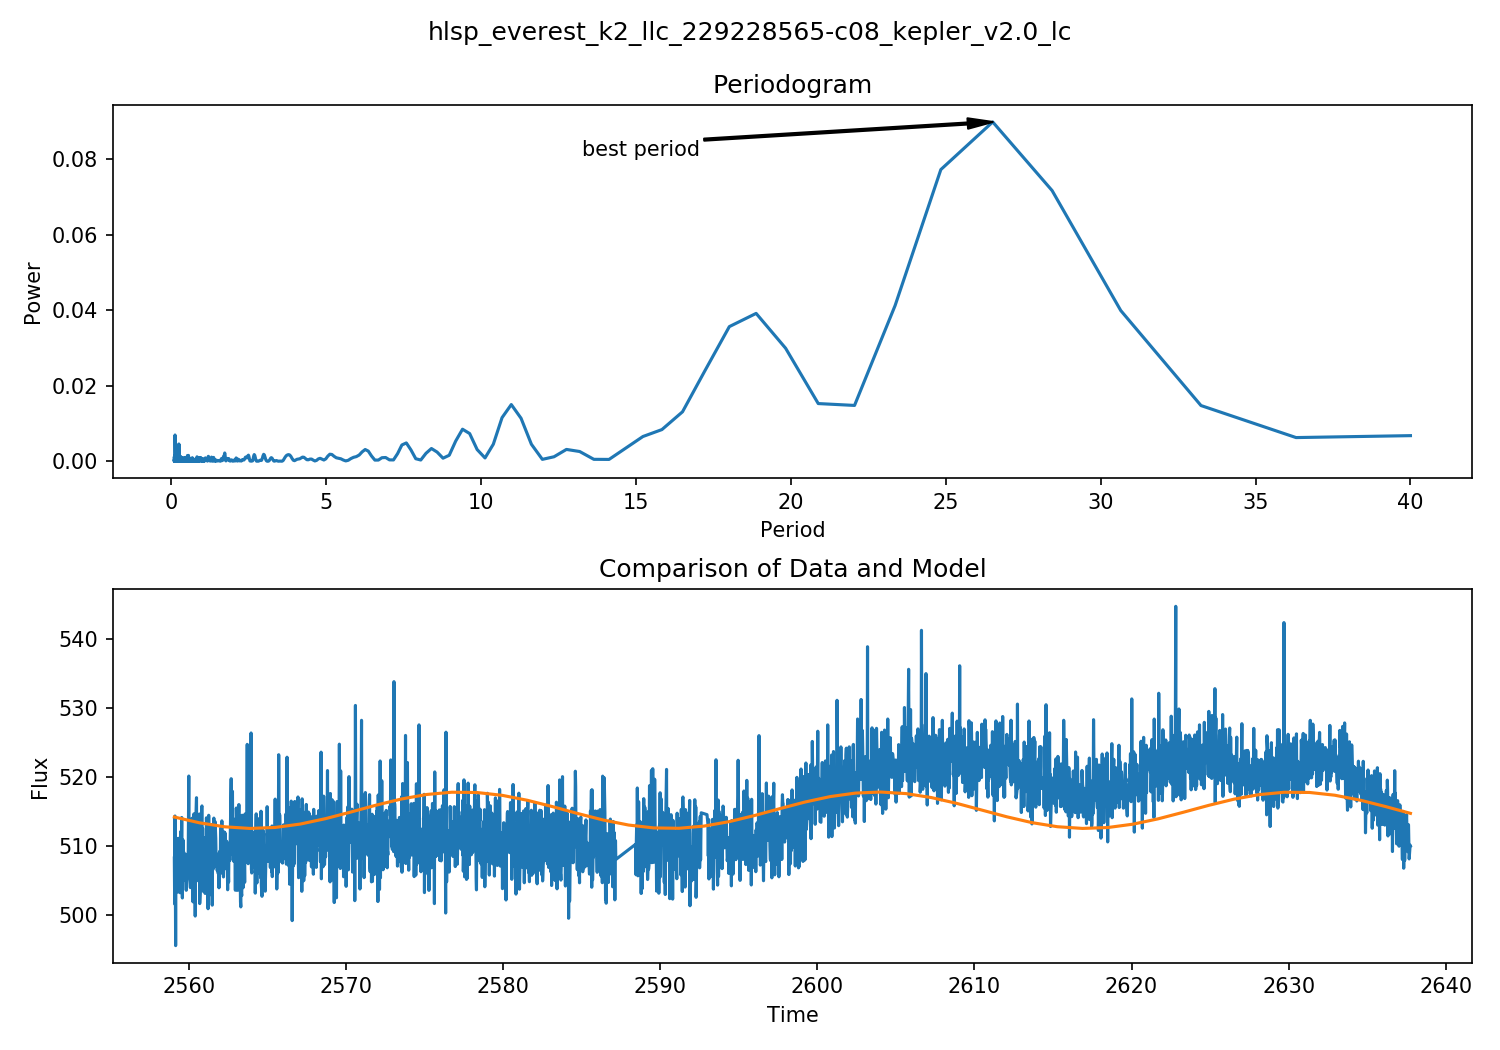 hlsp_everest_k2_llc_229228565-c08_kepler_v2.0_lc
Periodogram
best period
0.08
0.06
0.04
0.02
0.00
Power
0 5 10 15 20 25 30 35 40
Period
Comparison of Data and Model
540
530
520
510
500
Flux
2560 2570 2580 2590 2600 2610 2620 2630 2640
Time